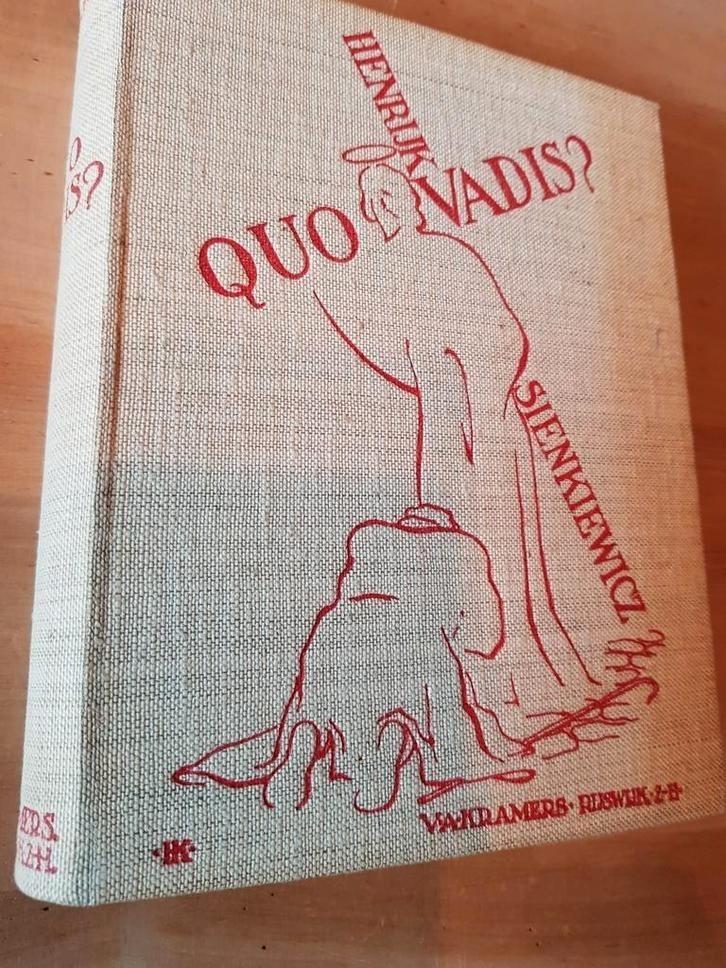 HENRIJK
QUO VADIS?
SIENKIEWICZ
V.A.KRAMERS · RIJSWIJK · Z-H ·
· HK ·